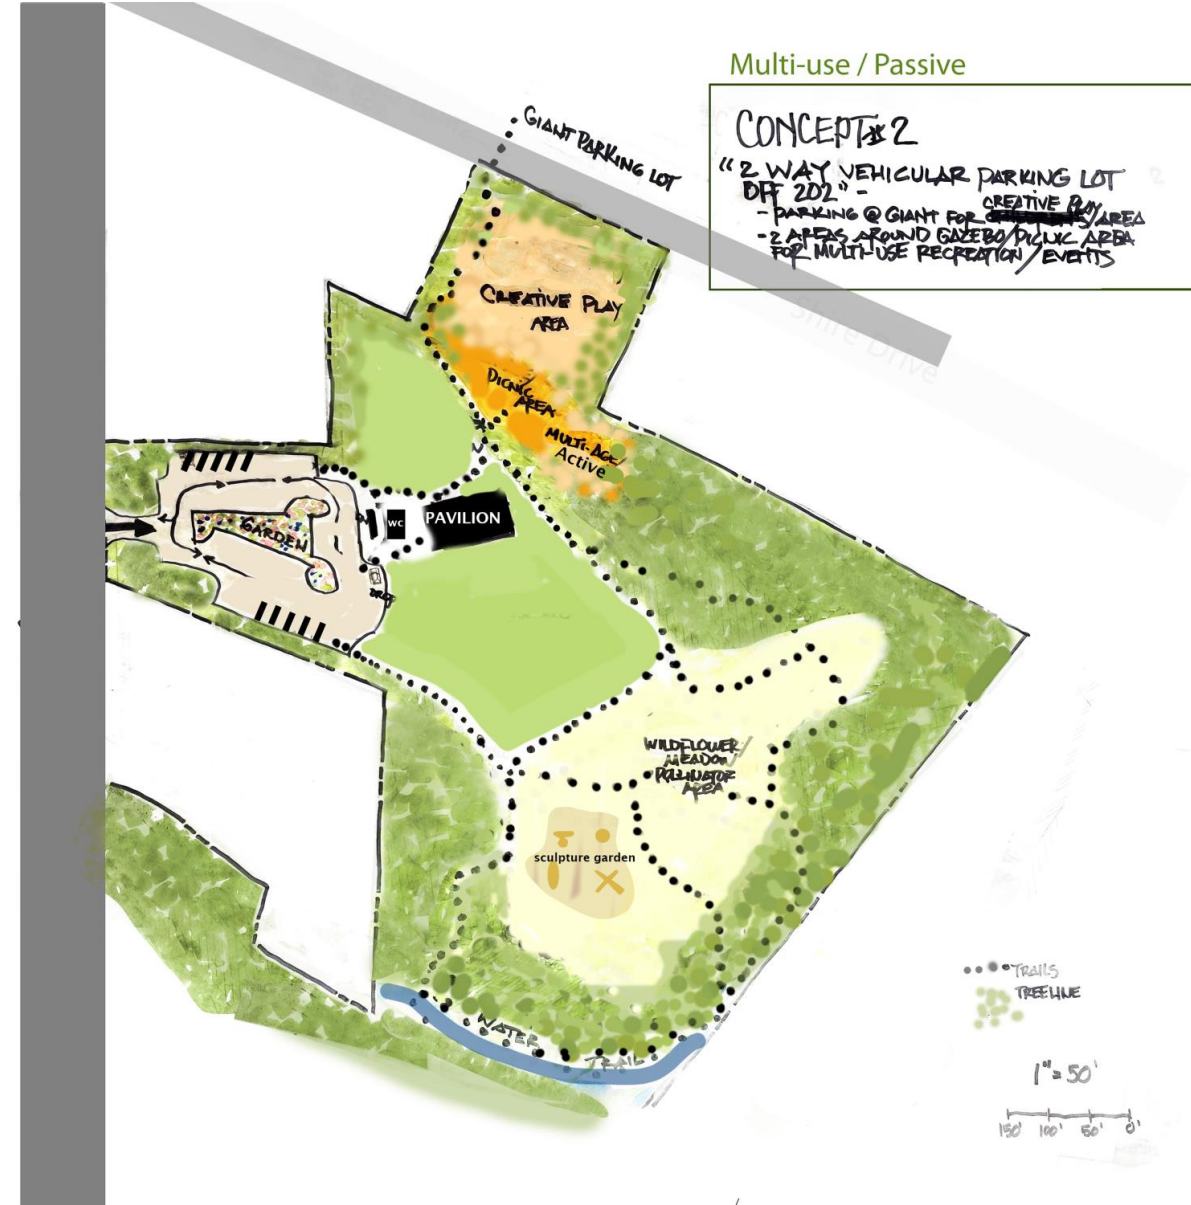 Multi-use / Passive
CONCEPT # 2
"2 WAY VEHICULAR PARKING LOT
OFF 202" -
CREATIVE PLAY
- PARKING @ GIANT FOR /AREA
- 2 AREAS AROUND GAZEBO/PICNIC AREA
FOR MULTI-USE RECREATION/EVENTS
GIANT PARKING LOT
Shire Drive
CREATIVE PLAY
AREA
PICNIC/
AREA
MULTI-AGE/
Active
GARDEN
WC
PAVILION
DROP
WILDFLOWER/
MEADOW/
POLLINATOR
AREA
sculpture garden
WATER
TRAIL
TRAILS
TREELINE
1"=50'
150' 100' 50' 0'